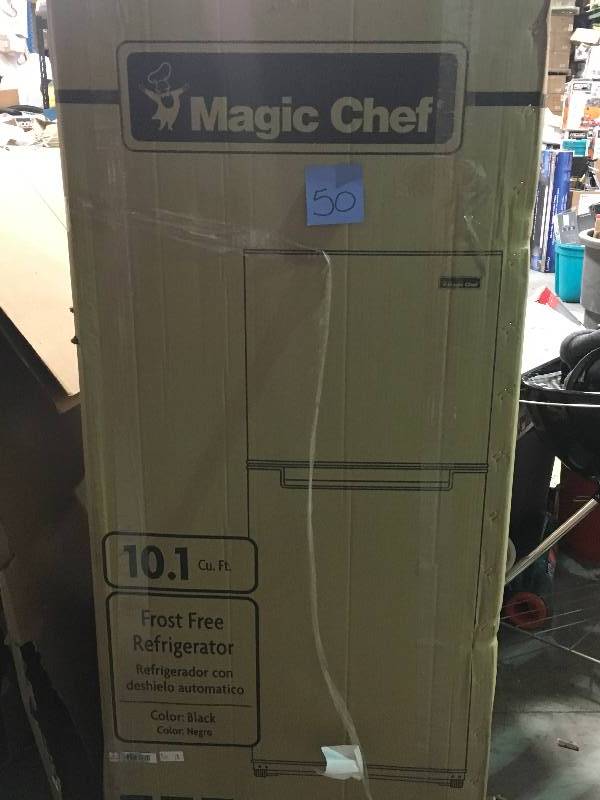 Magic Chef
50
Magic Chef
10.1 Cu. Ft.
Frost Free
Refrigerator
Refrigerador con
deshielo automatico
Color: Black
Color: Negro